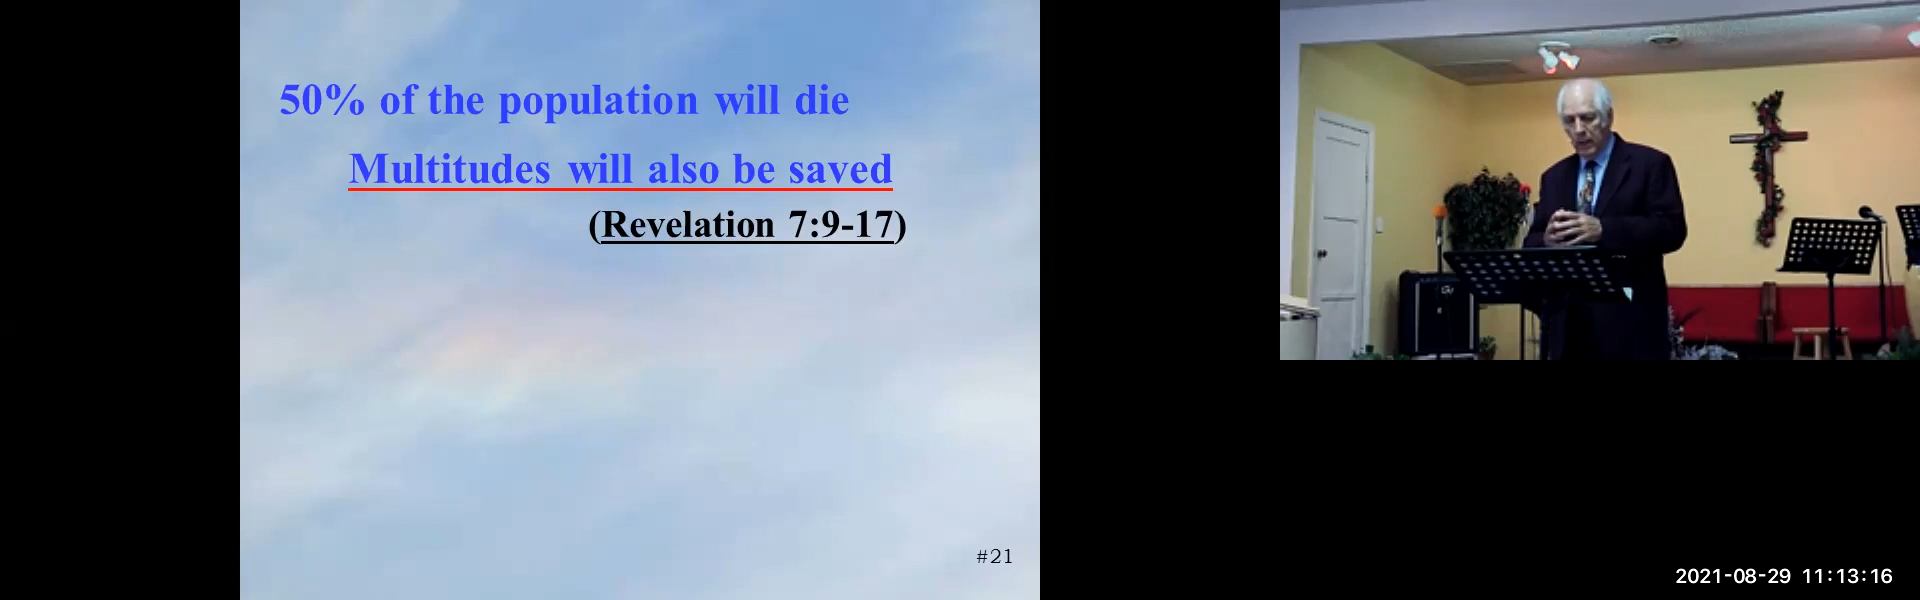 50% of the population will die
Multitudes will also be saved
(Revelation 7:9-17)
#21
2021-08-29 11:13:16